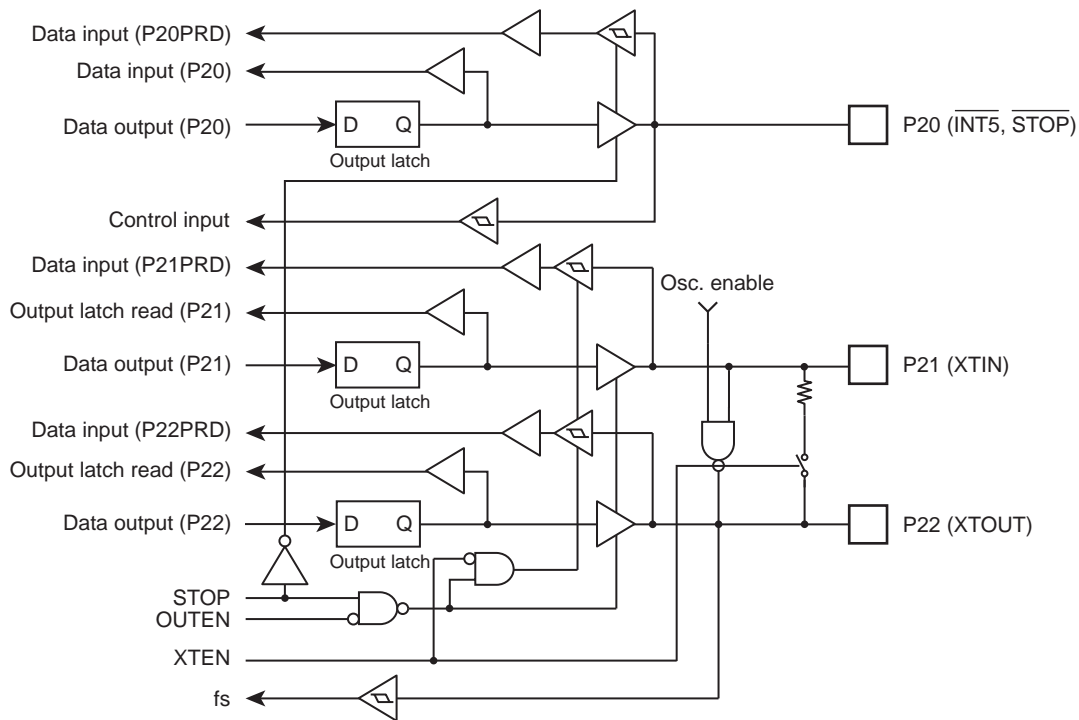 Data input (P20PRD)
Data input (P20)
Data output (P20)
D Q
Output latch
P20 (I̅N̅T̅5̅, S̅T̅O̅P̅)
Control input
Data input (P21PRD)
Osc. enable
Output latch read (P21)
Data output (P21)
D Q
Output latch
P21 (XTIN)
Data input (P22PRD)
Output latch read (P22)
Data output (P22)
D Q
Output latch
P22 (XTOUT)
STOP
OUTEN
XTEN
fs